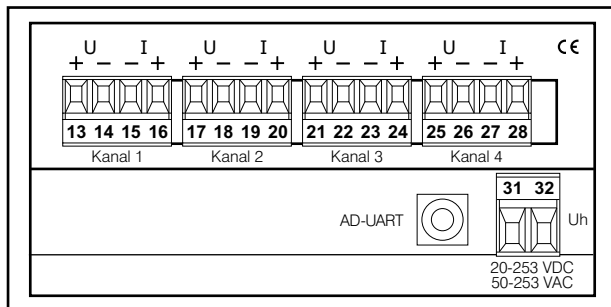 U I U I U I U I CE
+ − − + + − − + + − − + + − − +
13 14 15 16 17 18 19 20 21 22 23 24 25 26 27 28
Kanal 1 Kanal 2 Kanal 3 Kanal 4
31 32
AD-UART Uh
20-253 VDC
50-253 VAC